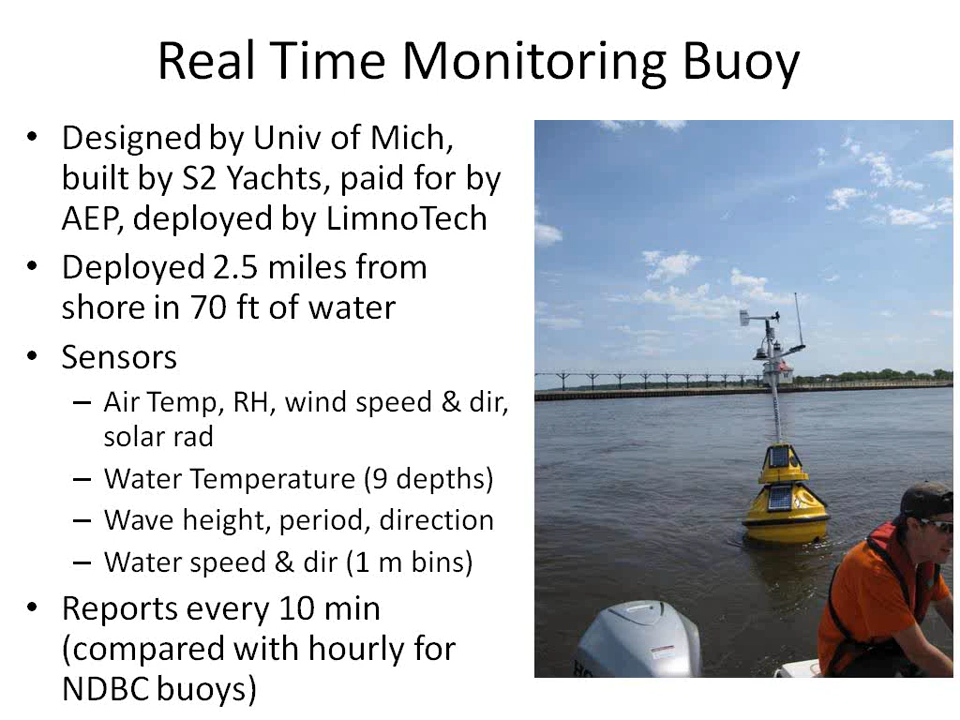 Real Time Monitoring Buoy
• Designed by Univ of Mich,
built by S2 Yachts, paid for by
AEP, deployed by LimnoTech
• Deployed 2.5 miles from
shore in 70 ft of water
• Sensors
– Air Temp, RH, wind speed & dir,
solar rad
– Water Temperature (9 depths)
– Wave height, period, direction
– Water speed & dir (1 m bins)
• Reports every 10 min
(compared with hourly for
NDBC buoys)